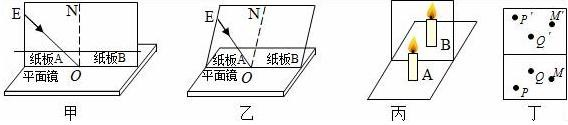 E N 纸板A 纸板B 平面镜 O 甲
E N 纸板A 纸板B 平面镜 O 乙
B A 丙
P′ M′ Q′ Q M P 丁